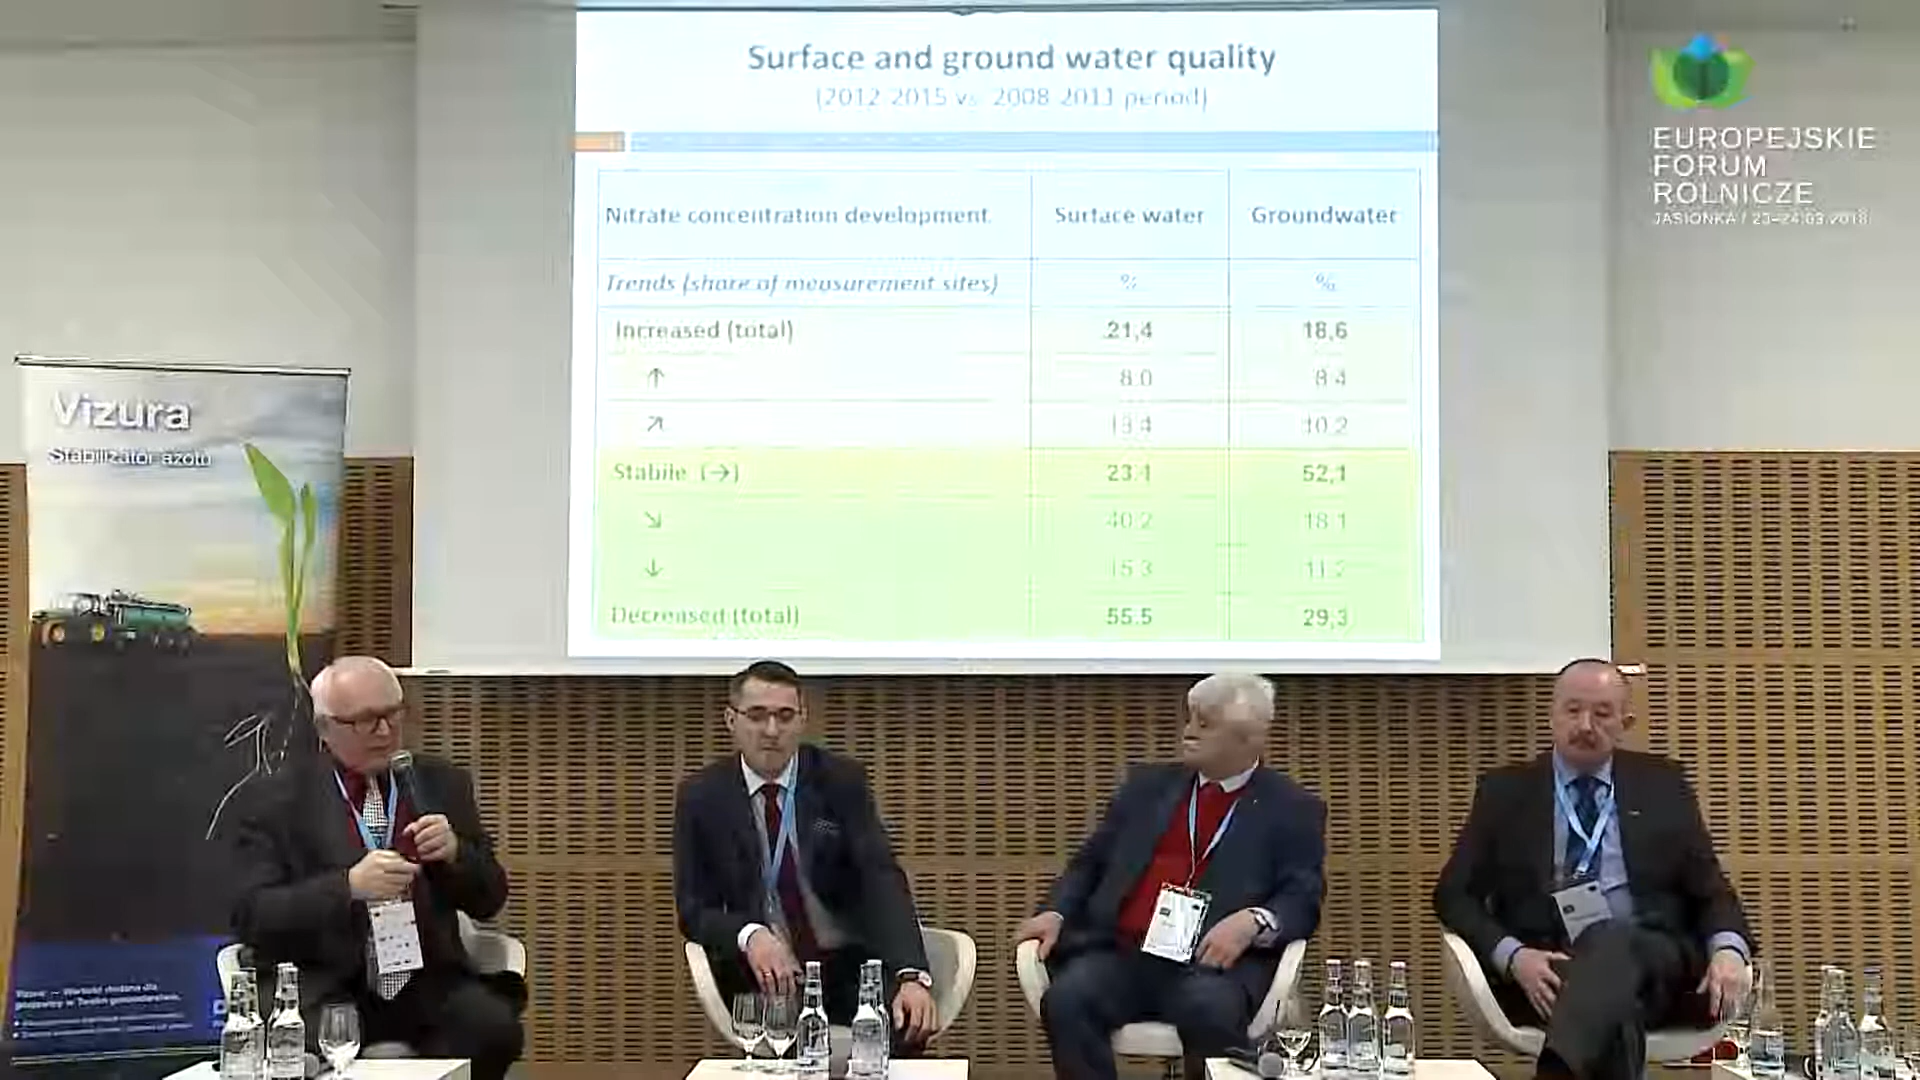 Surface and ground water quality
(2012-2015 vs. 2008-2011 period)
Nitrate concentration development Surface water Groundwater
Trends (share of measurement sites) % %
Increased (total) 21,4 18,6
↑ 8.0 8.4
↗ 13.4 10.2
Stabile (→) 23.1 52,1
↘ 40.2 18.1
↓ 15.3 11.2
Decreased (total) 55.5 29,3
EUROPEJSKIE
FORUM
ROLNICZE
JASIONKA / 23–24.03.2018
Vizura
Stabilizator azotu